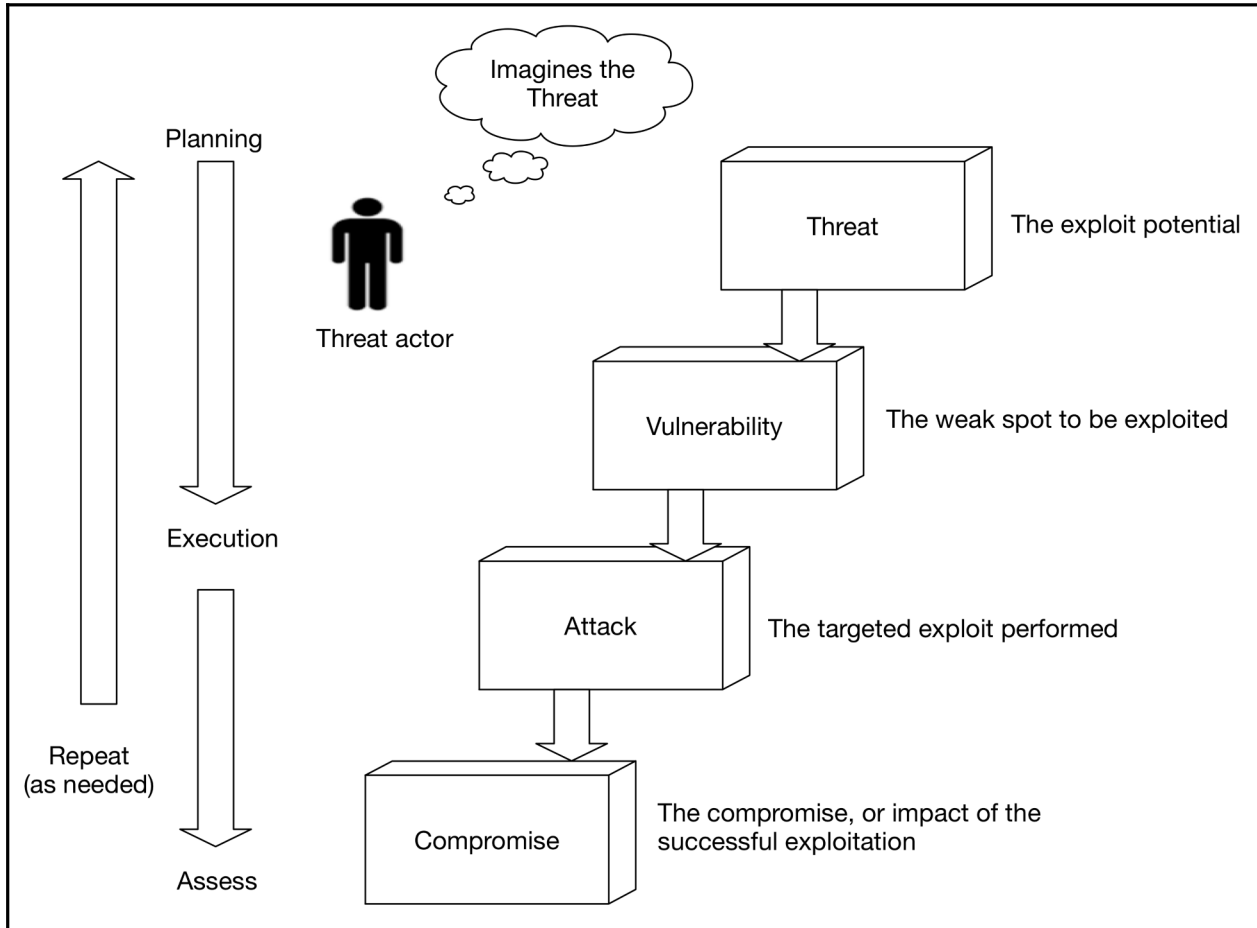 Imagines the
Threat
Planning
Threat
The exploit potential
Threat actor
Vulnerability
The weak spot to be exploited
Execution
Attack
The targeted exploit performed
Repeat
(as needed)
Compromise
The compromise, or impact of the
successful exploitation
Assess